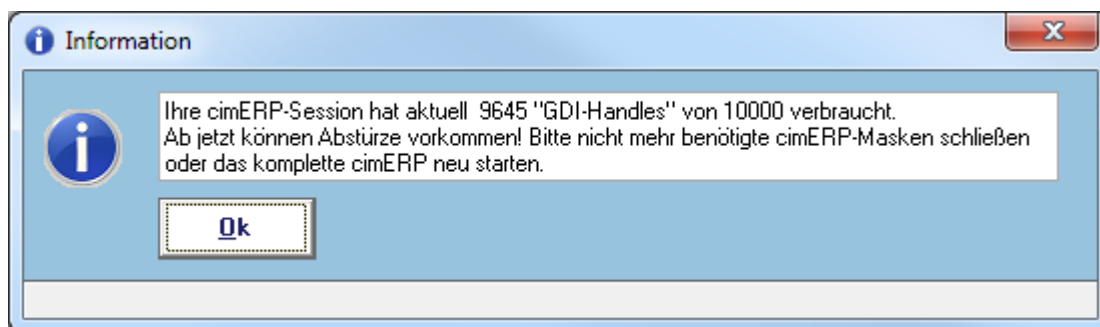 Information
Ihre cimERP-Session hat aktuell  9645 "GDI-Handles" von 10000 verbraucht.
Ab jetzt können Abstürze vorkommen! Bitte nicht mehr benötigte cimERP-Masken schließen
oder das komplette cimERP neu starten.
Ok